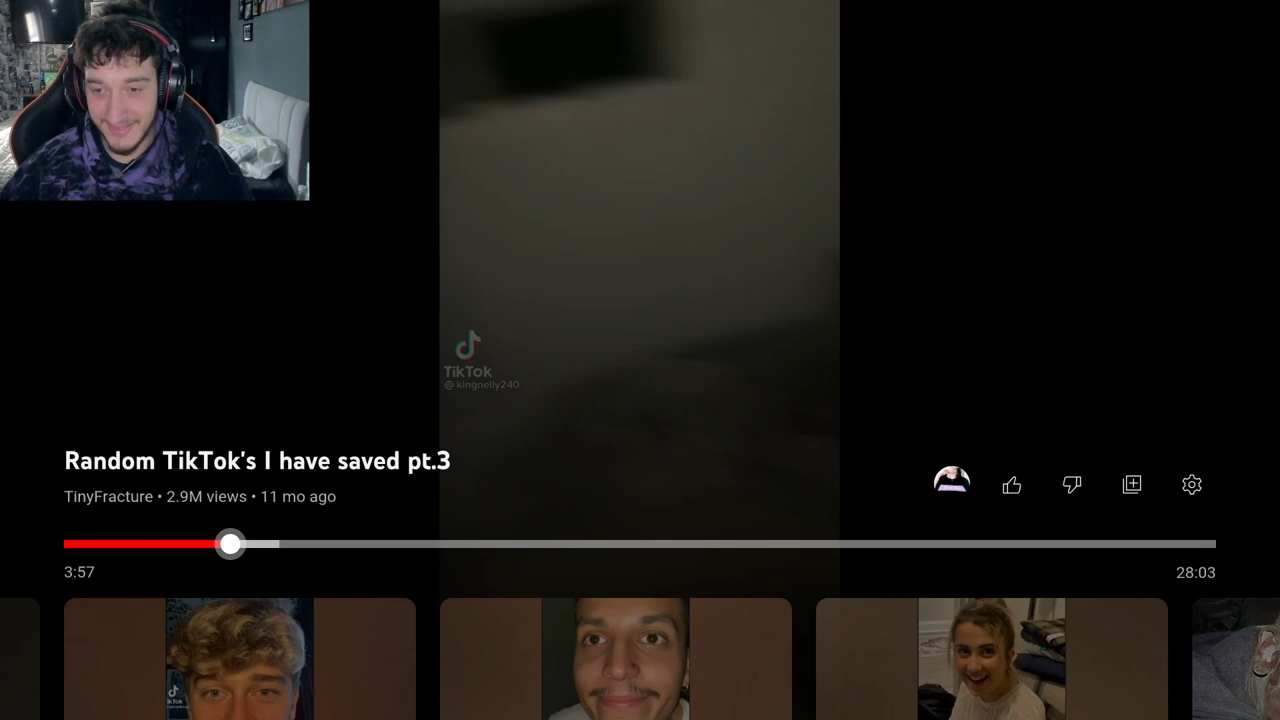 TikTok
@kingnelly240
Random TikTok's I have saved pt.3
TinyFracture • 2.9M views • 11 mo ago
3:57
28:03